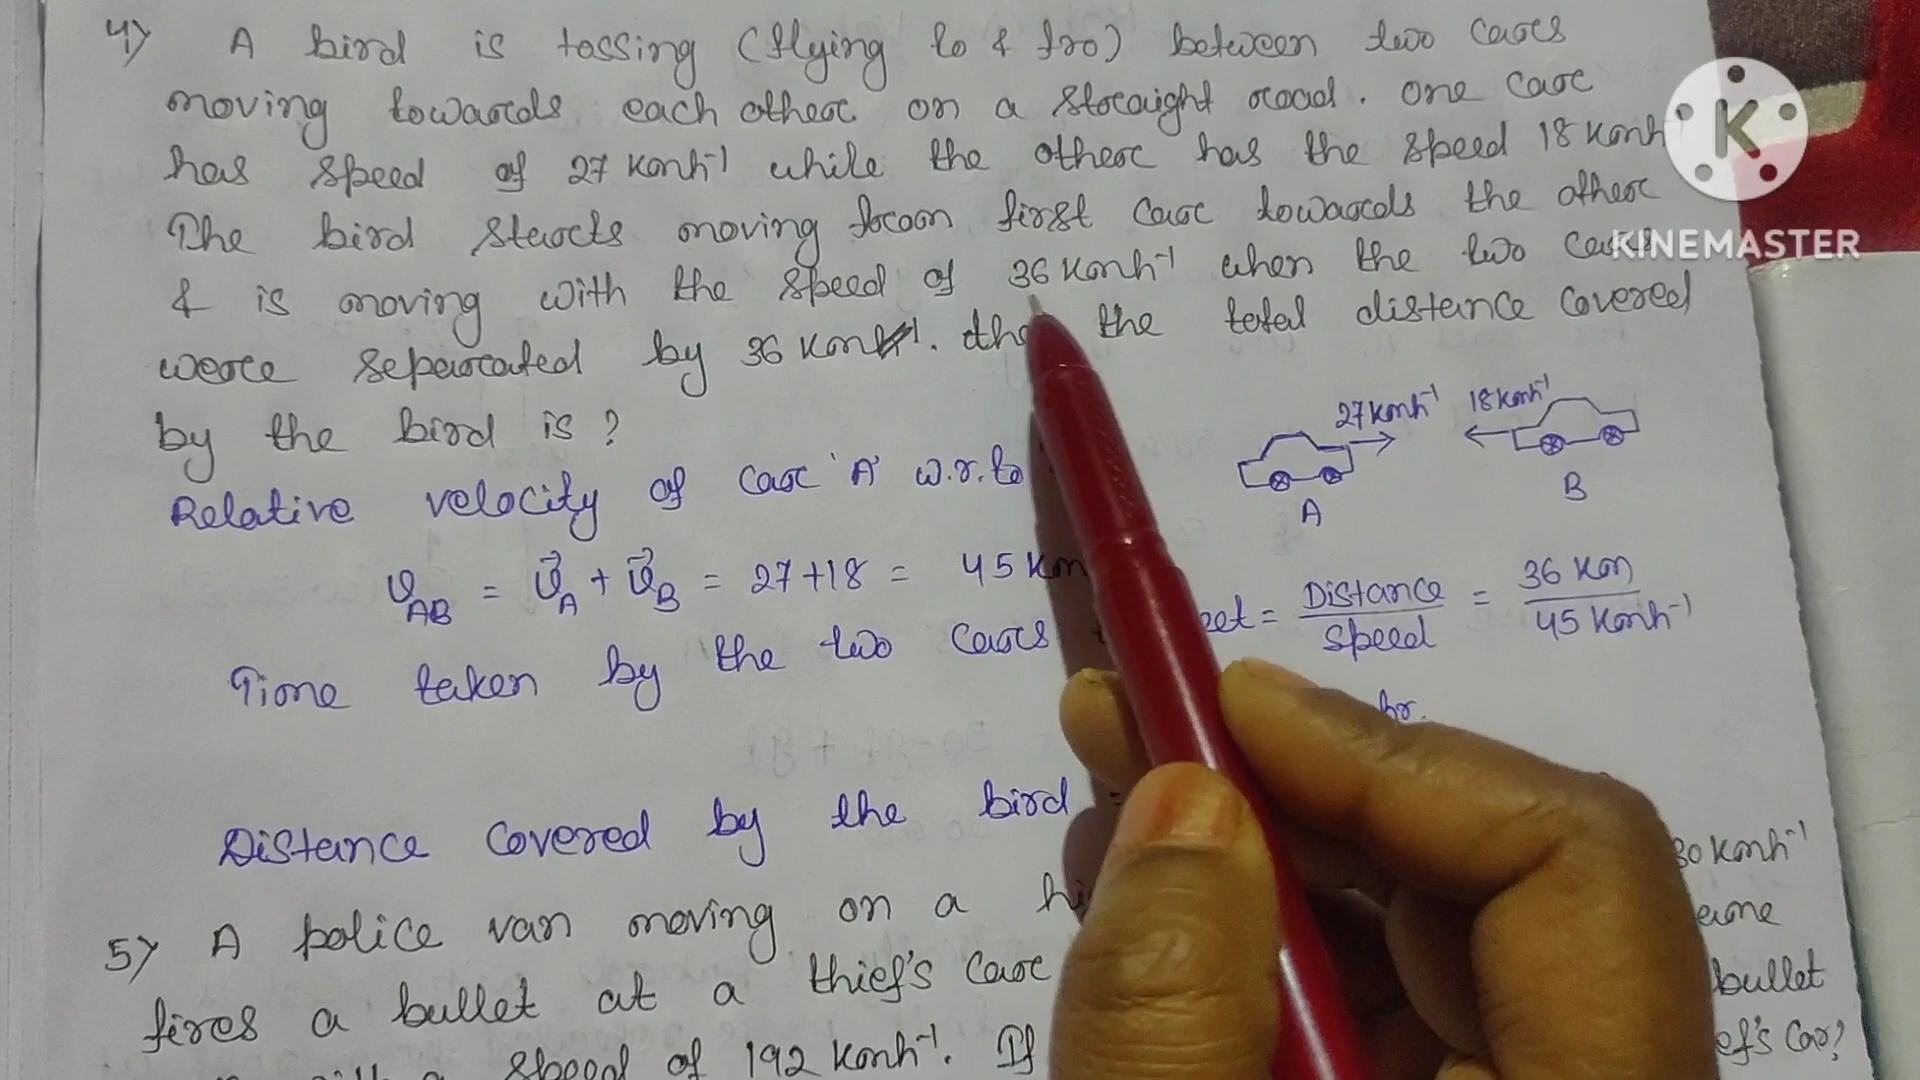 4) A bird is tossing (flying to & fro) between two cars
moving towards each other on a straight road. One car
has speed of 27 Kmh⁻¹ while the other has the speed 18 Kmh
The bird starts moving from first car towards the other
& is moving with the speed of 36 Kmh⁻¹ when the two
were separated by 36 Km. the total distance covered
by the bird is ?
Relative velocity of car 'A' w.r.to
27 Kmh⁻¹ 18 Kmh⁻¹
A B
V_AB = V⃗_A + V⃗_B = 27+18 = 45 Km
Time taken by the two cars
= Distance / Speed = 36 Km / 45 Kmh⁻¹
hr.
Distance covered by the bird =
5) A police van moving on a 30 Kmh⁻¹
fires a bullet at a thief's car bullet
speed of 192 Kmh⁻¹. If
K
KINEMASTER